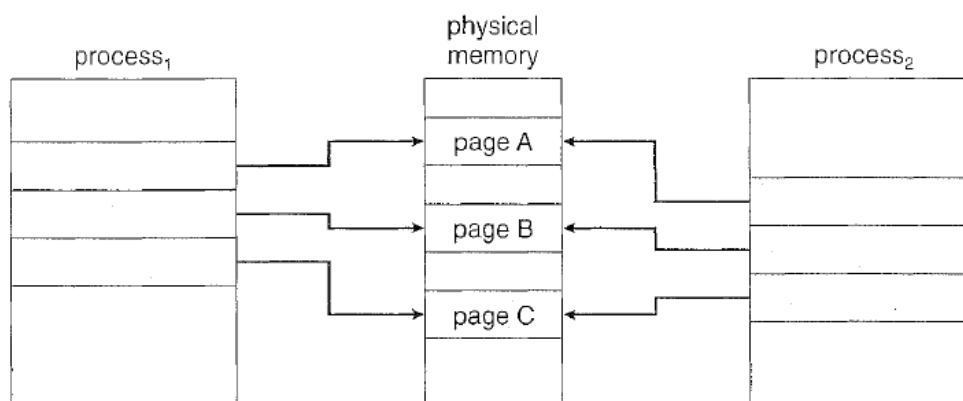 process₁
physical
memory
process₂
page A
page B
page C